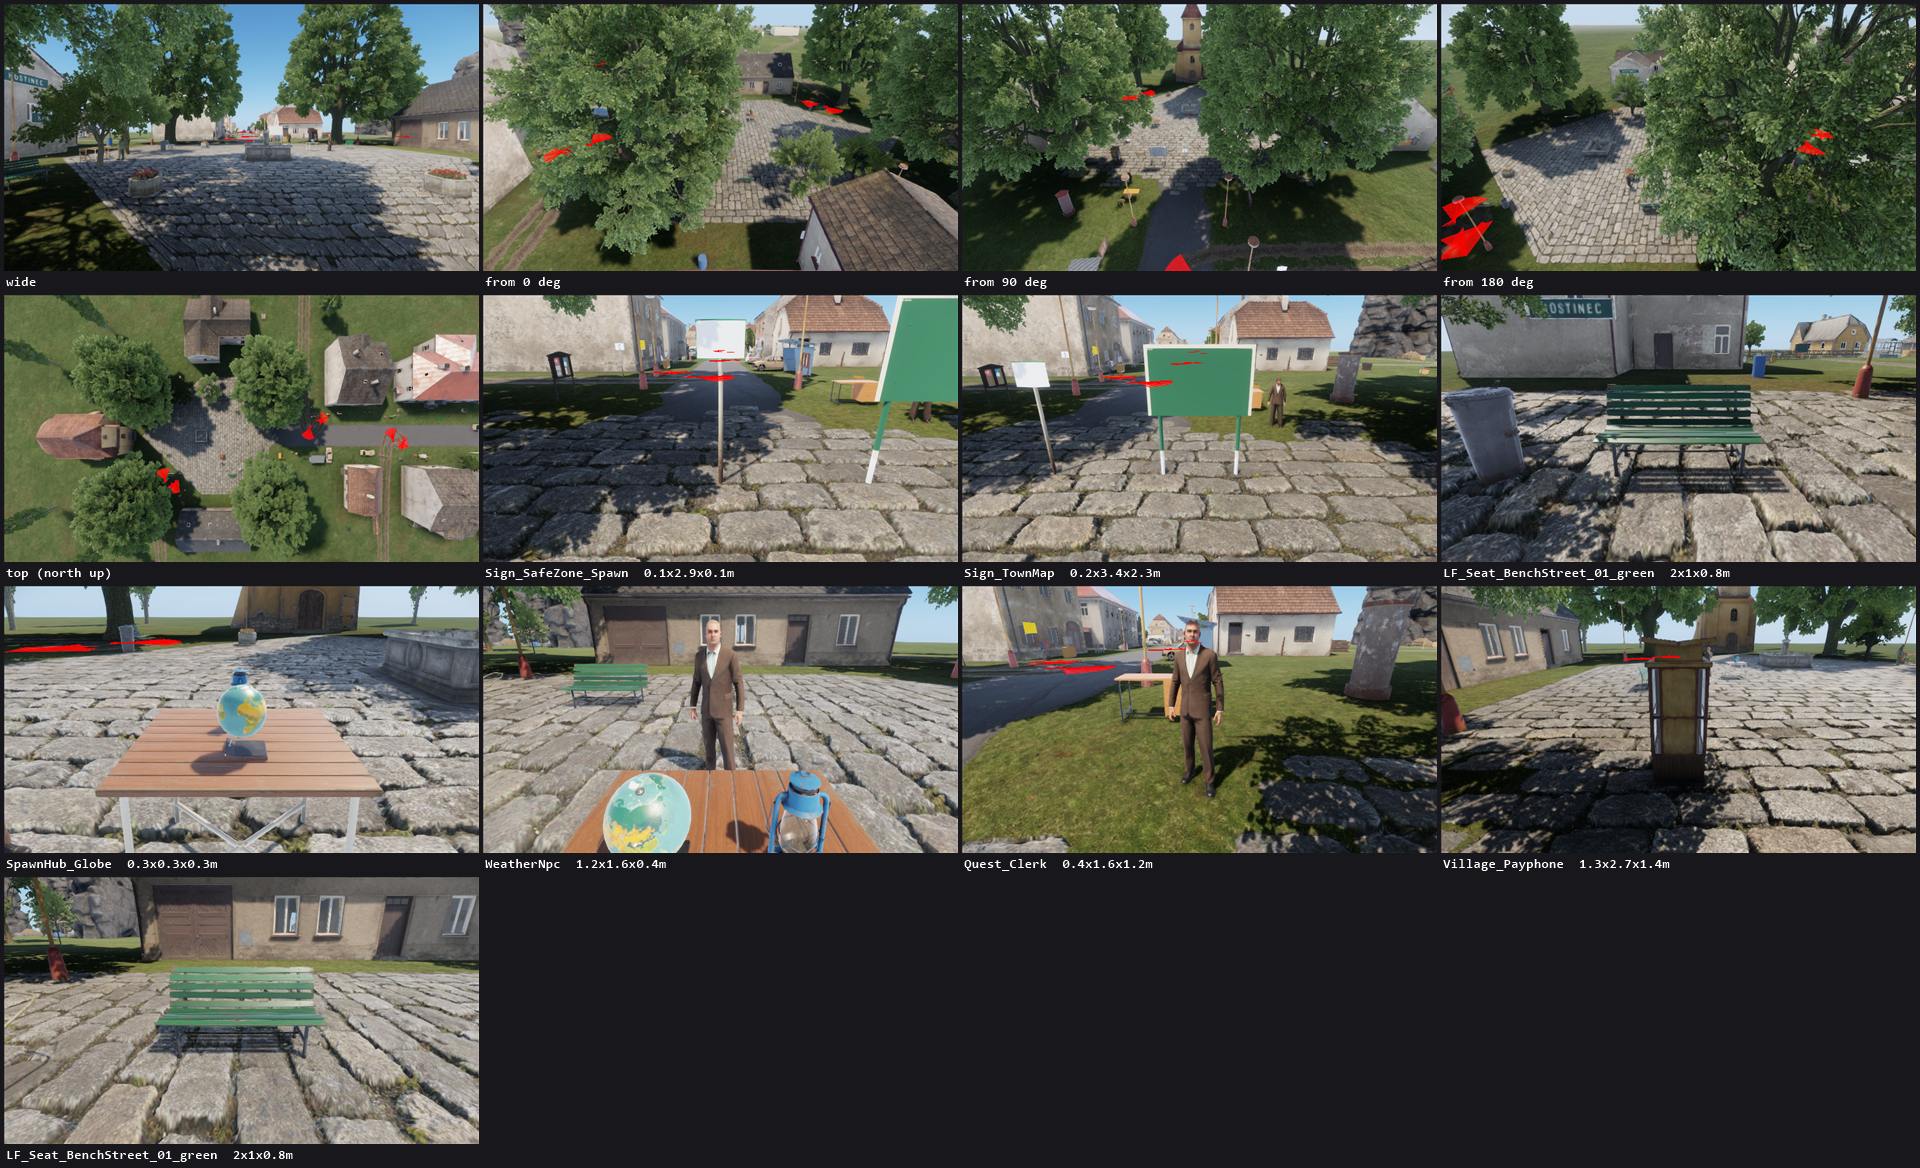 HOSTINEC
wide
from 0 deg
from 90 deg
from 180 deg
OSTINEC
top (north up)
Sign_SafeZone_Spawn 0.1x2.9x0.1m
Sign_TownMap 0.2x3.4x2.3m
LF_Seat_BenchStreet_01_green 2x1x0.8m
SpawnHub_Globe 0.3x0.3x0.3m
WeatherNpc 1.2x1.6x0.4m
Quest_Clerk 0.4x1.6x1.2m
Village_Payphone 1.3x2.7x1.4m
LF_Seat_BenchStreet_01_green 2x1x0.8m